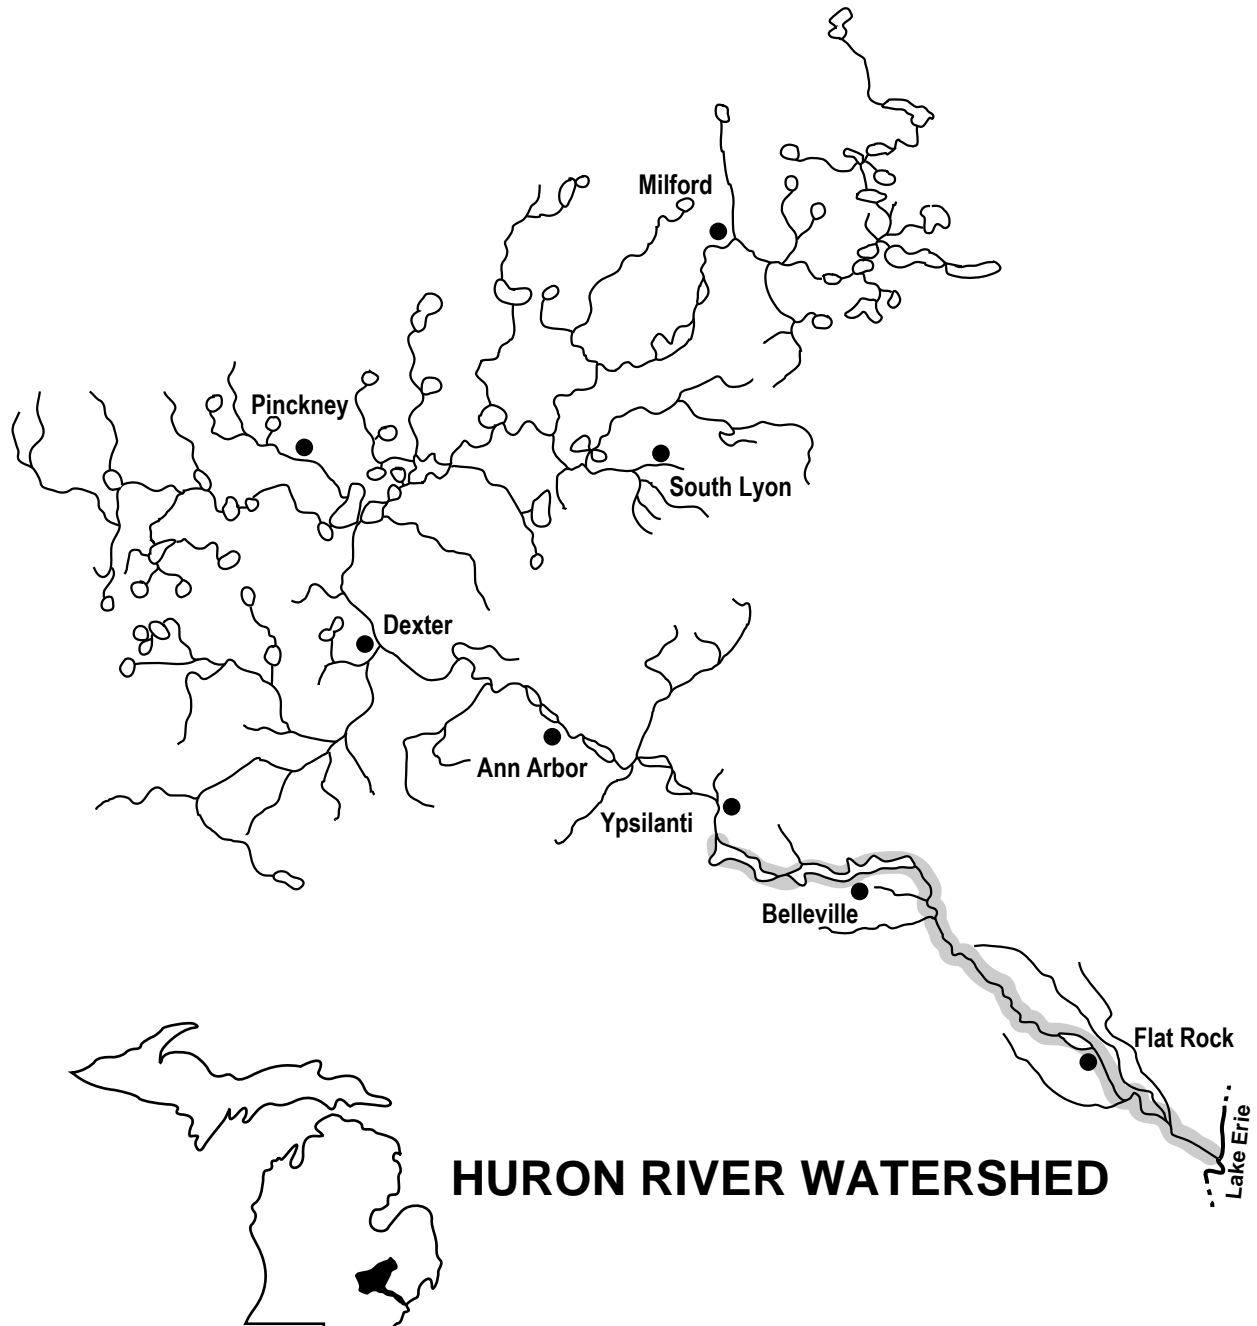 Milford
Pinckney
South Lyon
Dexter
Ann Arbor
Ypsilanti
Belleville
Flat Rock
Lake Erie
HURON RIVER WATERSHED